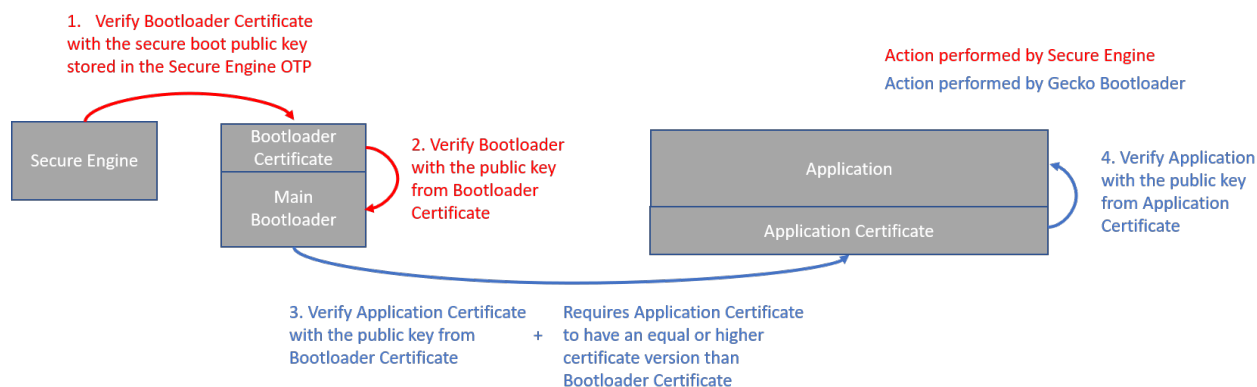 1. Verify Bootloader Certificate
with the secure boot public key
stored in the Secure Engine OTP
Action performed by Secure Engine
Action performed by Gecko Bootloader
Secure Engine
Bootloader
Certificate
Main
Bootloader
2. Verify Bootloader
with the public key
from Bootloader
Certificate
Application
Application Certificate
4. Verify Application
with the public key
from Application
Certificate
3. Verify Application Certificate
with the public key from
Bootloader Certificate
+
Requires Application Certificate
to have an equal or higher
certificate version than
Bootloader Certificate